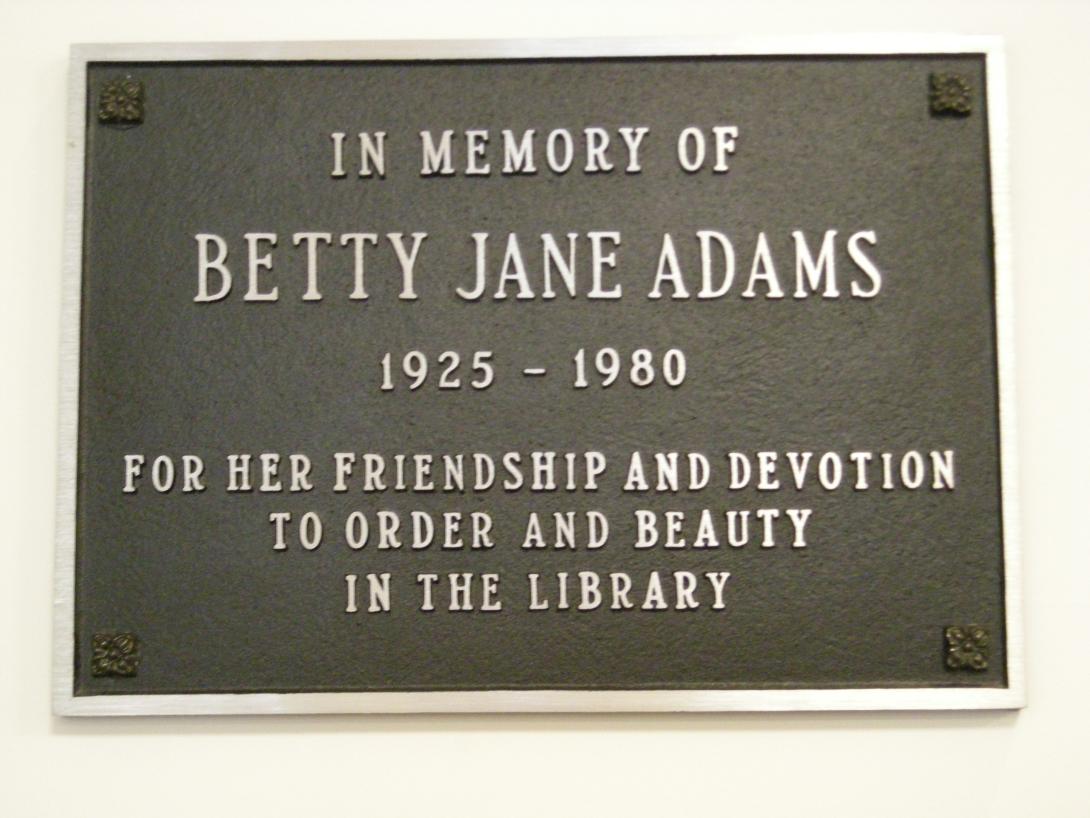 IN MEMORY OF
BETTY JANE ADAMS
1925 – 1980
FOR HER FRIENDSHIP AND DEVOTION
TO ORDER AND BEAUTY
IN THE LIBRARY